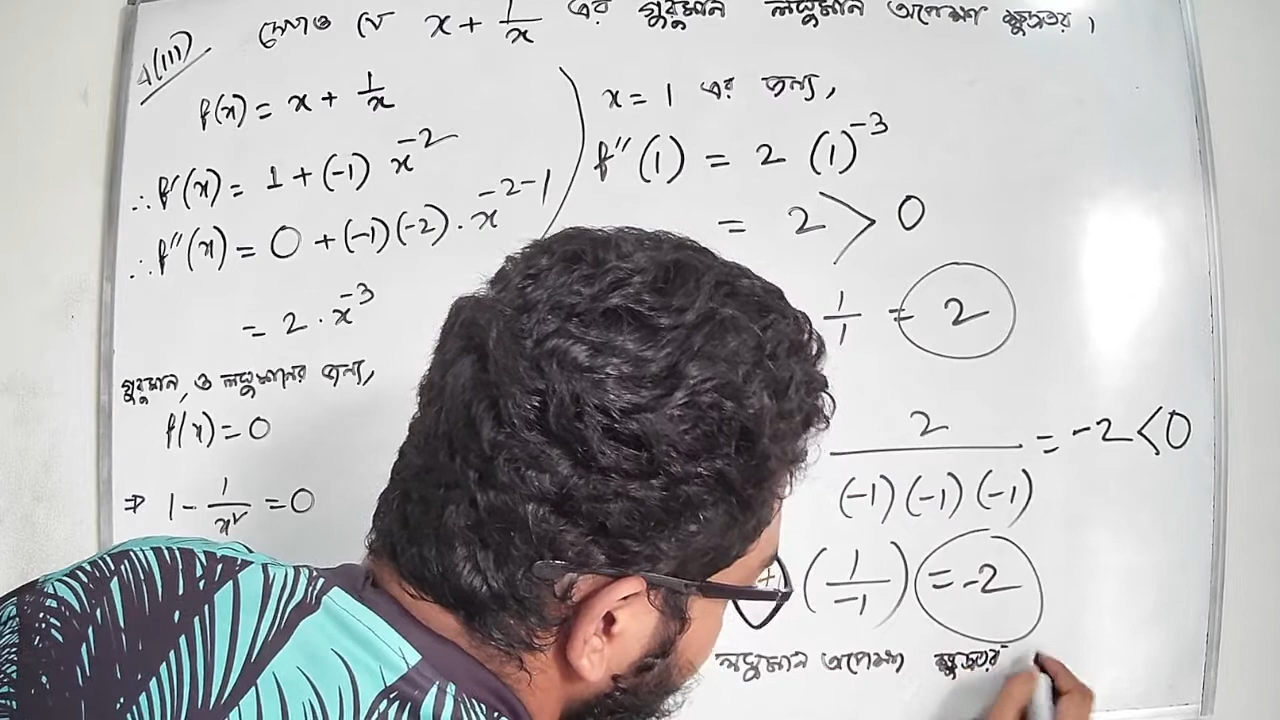 4(iii) দেখাও যে x + 1/x এর গুরুমান লঘুমান অপেক্ষা ক্ষুদ্রতর।
f(x) = x + 1/x
∴ f'(x) = 1 + (-1) x^{-2}
∴ f''(x) = 0 + (-1)(-2) · x^{-2-1}
= 2 · x^{-3}
গুরুমান ও লঘুমানের জন্য,
f(x) = 0
⇒ 1 - 1/x² = 0
x = 1 এর জন্য,
f''(1) = 2 (1)^{-3}
= 2 > 0
1/1 = 2
2/((-1)(-1)(-1)) = -2 < 0
+ (1/-1) = -2
লঘুমান অপেক্ষা ক্ষুদ্রতর